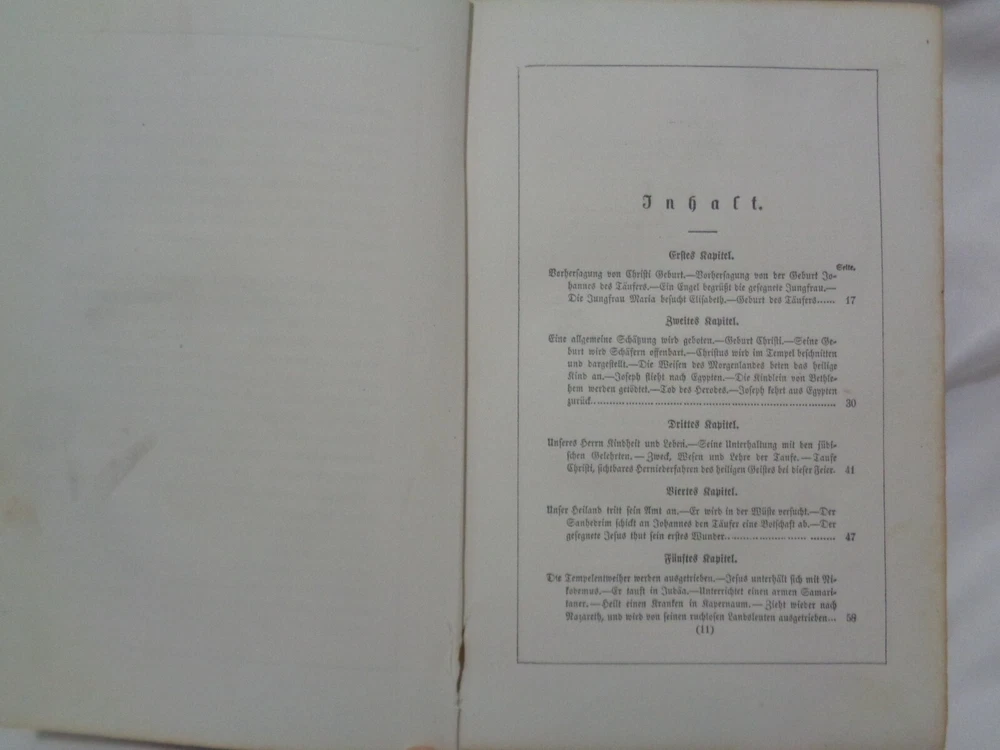 Inhalt.
Erstes Kapitel.
Seite.
Vorhersagung von Christi Geburt.—Vorhersagung von der Geburt Jo-
hannes des Täufers.—Ein Engel begrüßt die gesegnete Jungfrau.—
Die Jungfrau Maria besucht Elisabeth.—Geburt des Täufers...... 17
Zweites Kapitel.
Eine allgemeine Schätzung wird geboten.—Geburt Christi.—Seine Ge-
burt wird Schäfern offenbart.—Christus wird im Tempel beschnitten
und dargestellt.—Die Weisen des Morgenlandes beten das heilige
Kind an.—Joseph flieht nach Egypten.—Die Kindlein von Bethle-
hem werden getödtet.—Tod des Herodes.—Joseph kehrt aus Egypten
zurück.................................................................. 30
Drittes Kapitel.
Unseres Herrn Kindheit und Leben.—Seine Unterhaltung mit den jüdi-
schen Gelehrten.—Zweck, Wesen und Lehre der Taufe.—Taufe
Christi, sichtbares Herniederfahren des heiligen Geistes bei dieser Feier. 41
Viertes Kapitel.
Unser Heiland tritt sein Amt an.—Er wird in der Wüste versucht.—Der
Sanhedrim schickt an Johannes den Täufer eine Botschaft ab.—Der
gesegnete Jesus thut sein erstes Wunder............................ 47
Fünftes Kapitel.
Die Tempelentweiher werden ausgetrieben.—Jesus unterhält sich mit Ni-
kodemus.—Er tauft in Judäa.—Unterrichtet einen armen Samari-
taner.—Heilt einen Kranken in Kapernaum.—Zieht wieder nach
Nazareth, und wird von seinen ruchlosen Landsleuten ausgetrieben... 58
(11)